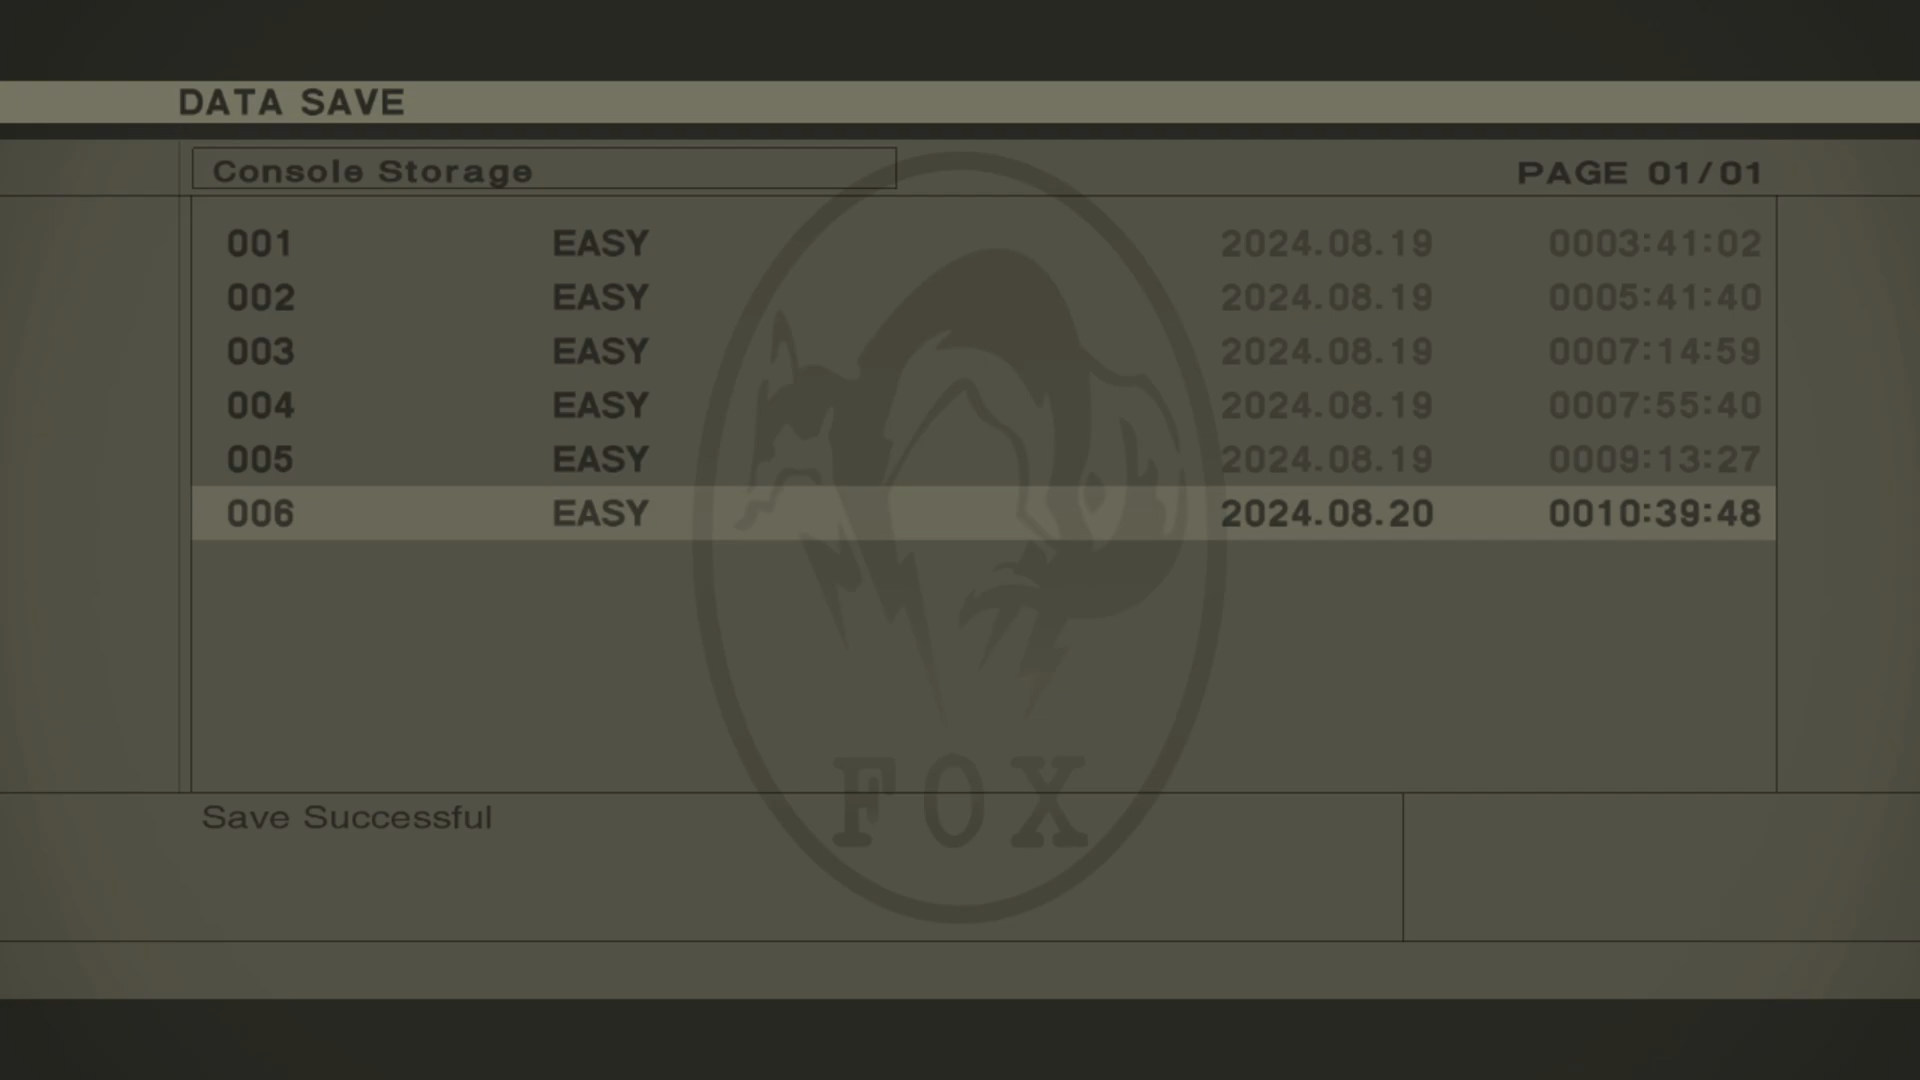 DATA SAVE
Console Storage PAGE 01/01
001 EASY 2024.08.19 0003:41:02
002 EASY 2024.08.19 0005:41:40
003 EASY 2024.08.19 0007:14:59
004 EASY 2024.08.19 0007:55:40
005 EASY 2024.08.19 0009:13:27
006 EASY 2024.08.20 0010:39:48
FOX
Save Successful